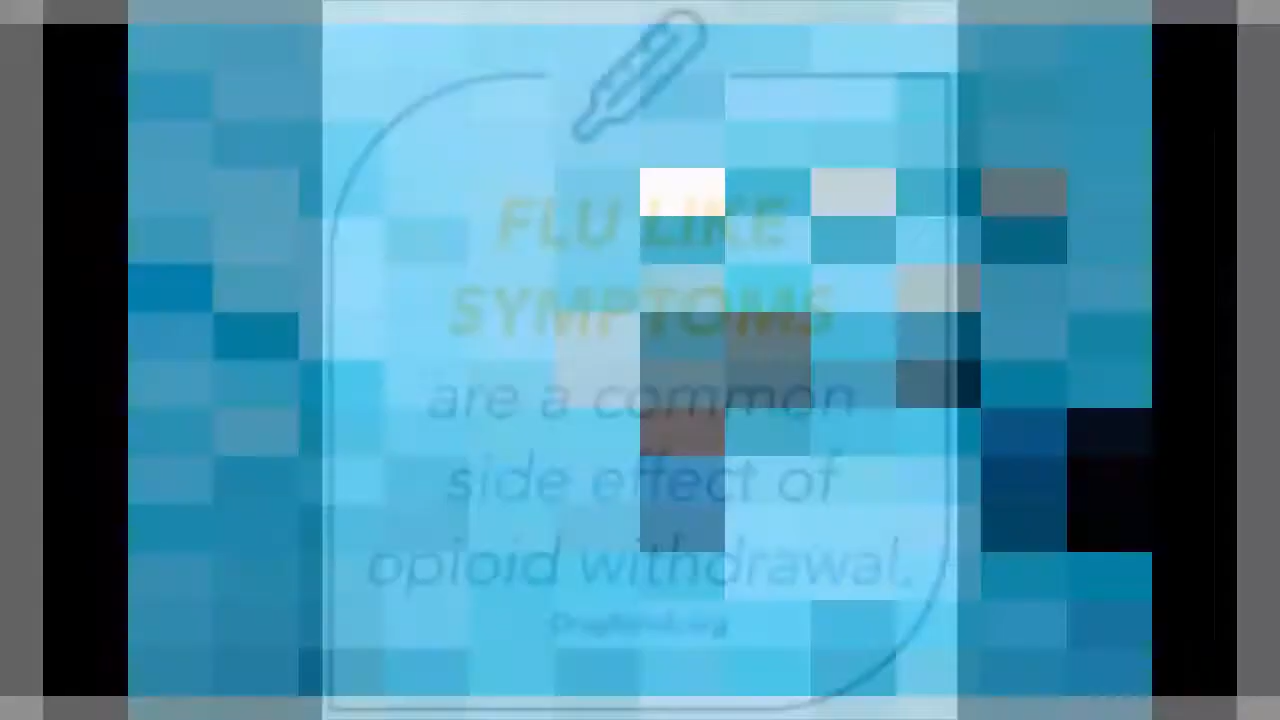 FLU LIKE
SYMPTOMS
are a common
side effect of
opioid withdrawal.